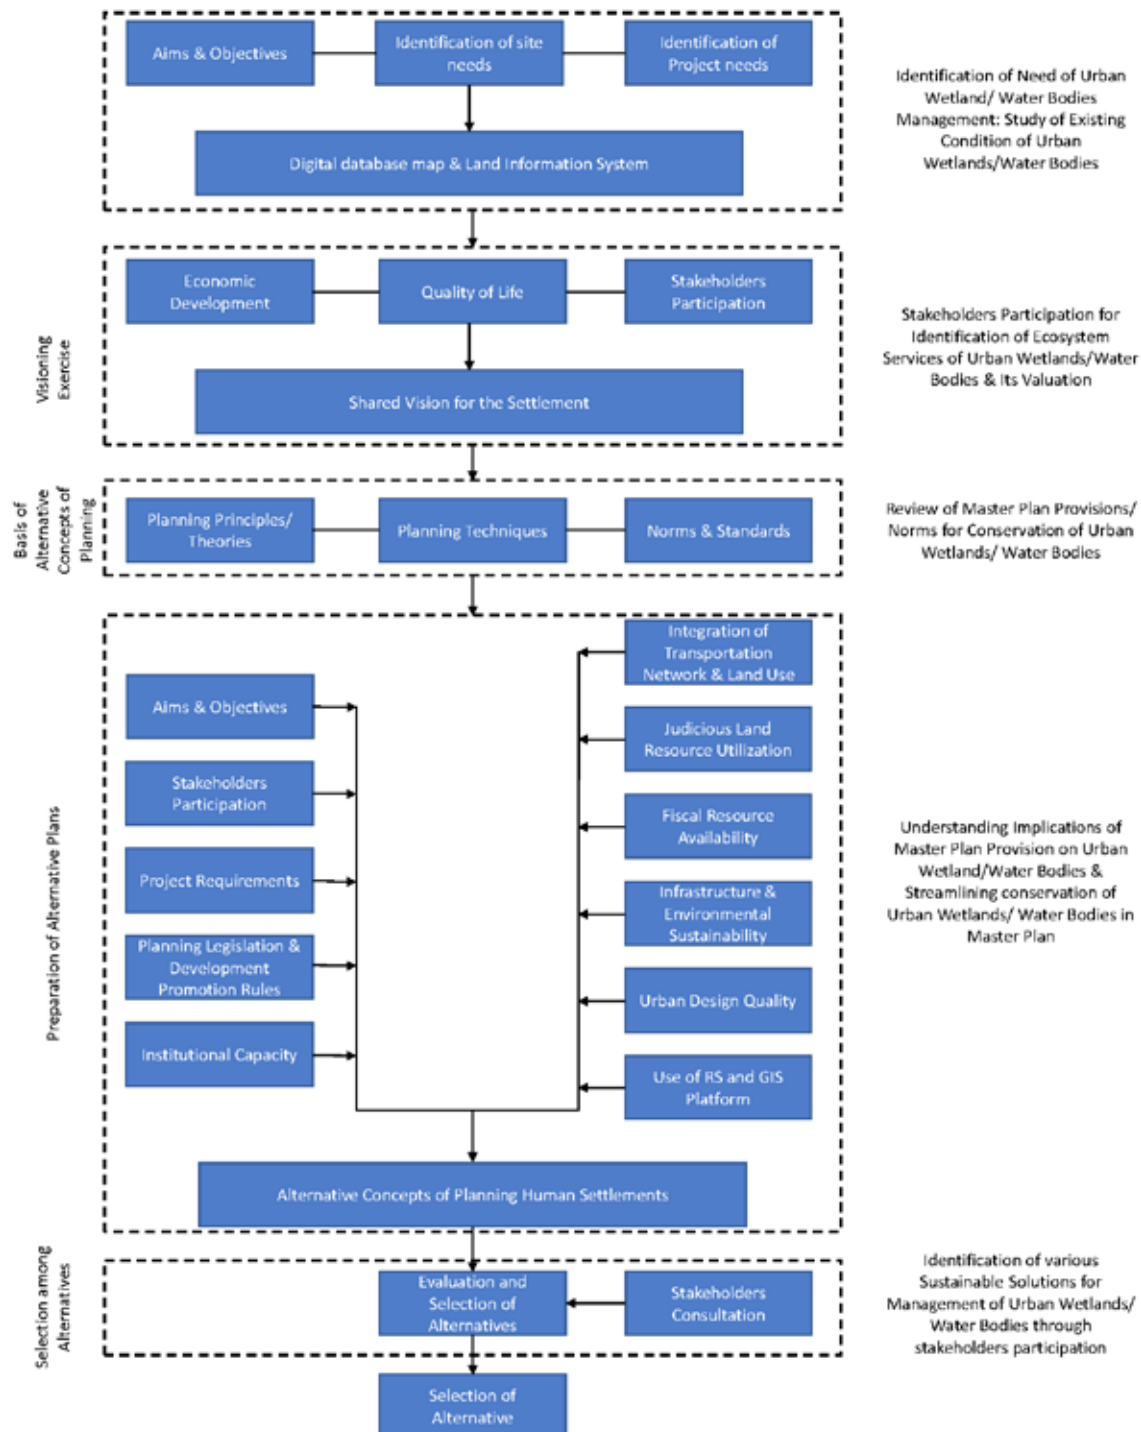 Aims & Objectives
Identification of site
needs
Identification of
Project needs
Digital database map & Land Information System
Identification of Need of Urban
Wetland/ Water Bodies
Management: Study of Existing
Condition of Urban
Wetlands/Water Bodies
Visioning
Exercise
Economic
Development
Quality of Life
Stakeholders
Participation
Shared Vision for the Settlement
Stakeholders Participation for
Identification of Ecosystem
Services of Urban Wetlands/Water
Bodies & Its Valuation
Basis of
Alternative
Concepts of
Planning
Planning Principles/
Theories
Planning Techniques
Norms & Standards
Review of Master Plan Provisions/
Norms for Conservation of Urban
Wetlands/ Water Bodies
Preparation of Alternative Plans
Aims & Objectives
Stakeholders
Participation
Project Requirements
Planning Legislation &
Development
Promotion Rules
Institutional Capacity
Integration of
Transportation
Network & Land Use
Judicious Land
Resource Utilization
Fiscal Resource
Availability
Infrastructure &
Environmental
Sustainability
Urban Design Quality
Use of RS and GIS
Platform
Alternative Concepts of Planning Human Settlements
Understanding Implications of
Master Plan Provision on Urban
Wetland/Water Bodies &
Streamlining conservation of
Urban Wetlands/ Water Bodies in
Master Plan
Selection among
Alternatives
Evaluation and
Selection of
Alternatives
Stakeholders
Consultation
Identification of various
Sustainable Solutions for
Management of Urban Wetlands/
Water Bodies through
stakeholders participation
Selection of
Alternative